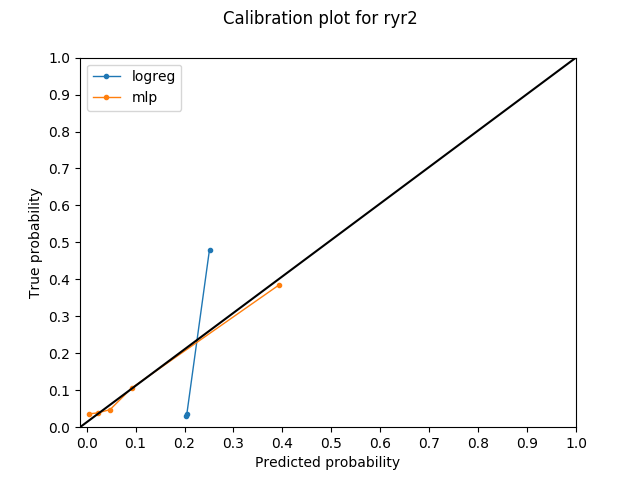 Calibration plot for ryr2
logreg
mlp
True probability
1.0
0.9
0.8
0.7
0.6
0.5
0.4
0.3
0.2
0.1
0.0
0.0 0.1 0.2 0.3 0.4 0.5 0.6 0.7 0.8 0.9 1.0
Predicted probability